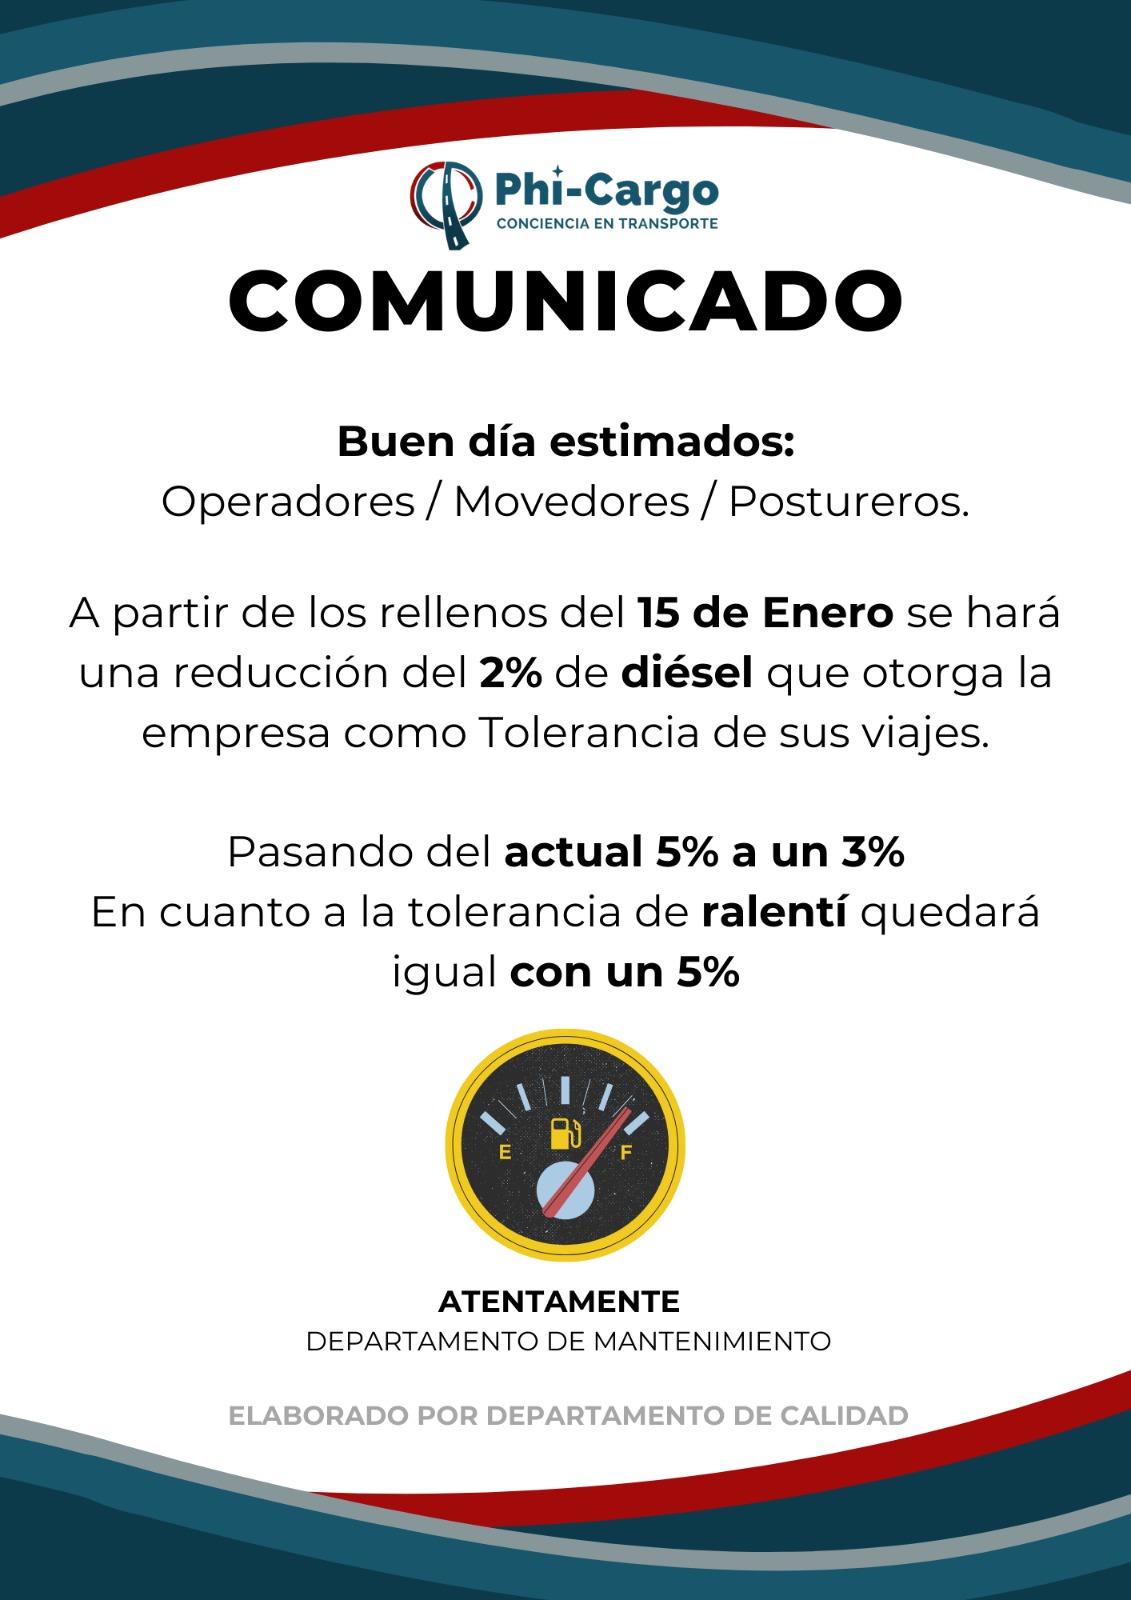 Phi-Cargo
CONCIENCIA EN TRANSPORTE
COMUNICADO
Buen día estimados:
Operadores / Movedores / Postureros.
A partir de los rellenos del 15 de Enero se hará
una reducción del 2% de diésel que otorga la
empresa como Tolerancia de sus viajes.
Pasando del actual 5% a un 3%
En cuanto a la tolerancia de ralentí quedará
igual con un 5%
E F
ATENTAMENTE
DEPARTAMENTO DE MANTENIMIENTO
ELABORADO POR DEPARTAMENTO DE CALIDAD